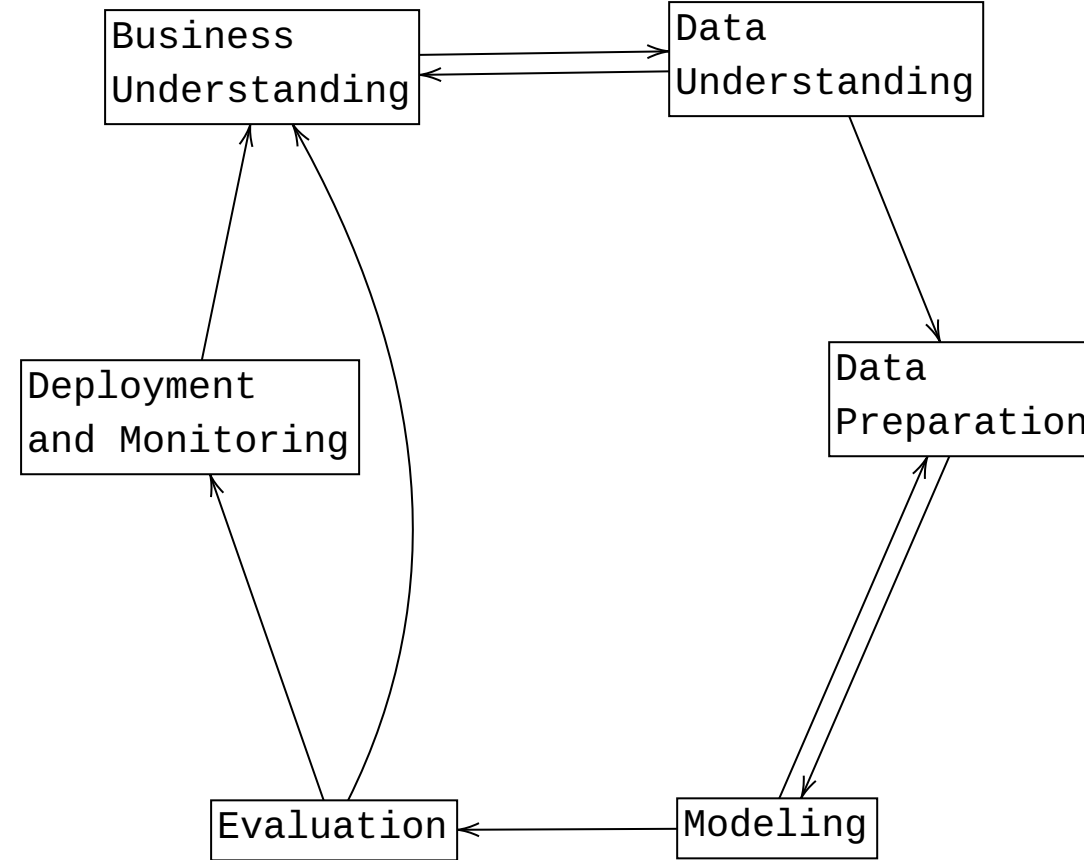 Business
Understanding
Data
Understanding
Data
Preparation
Deployment
and Monitoring
Evaluation
Modeling